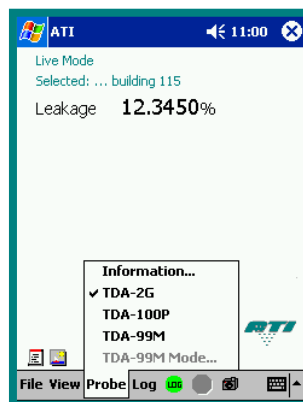 ATI 11:00
Live Mode
Selected: ... building 115
Leakage 12.3450%
Information...
TDA-2G
TDA-100P
TDA-99M
TDA-99M Mode...
ATI
File View Probe Log LOG